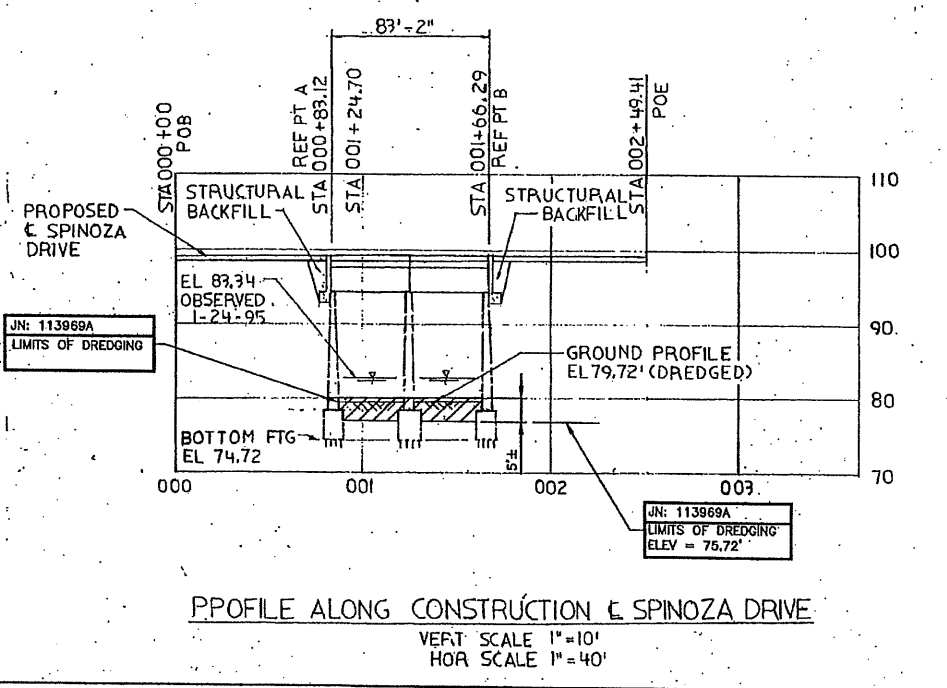 83'-2"
STA 000+00
POB
REF PT A
STA 000+83.12
STA 001+24.70
STA 001+66.29
REF PT B
STA 002+49.41
POE
STRUCTURAL
BACKFILL
STRUCTURAL
BACKFILL
PROPOSED
℄ SPINOZA
DRIVE
110
100
90
80
70
EL 83.34
OBSERVED
1-24-95
JN: 113969A
LIMITS OF DREDGING
GROUND PROFILE
EL 79.72' (DREDGED)
BOTTOM FTG
EL 74.72
5'±
000
001
002
003
JN: 113969A
LIMITS OF DREDGING
ELEV = 75.72'
PROFILE ALONG CONSTRUCTION ℄ SPINOZA DRIVE
VERT SCALE 1"=10'
HOR SCALE 1"=40'